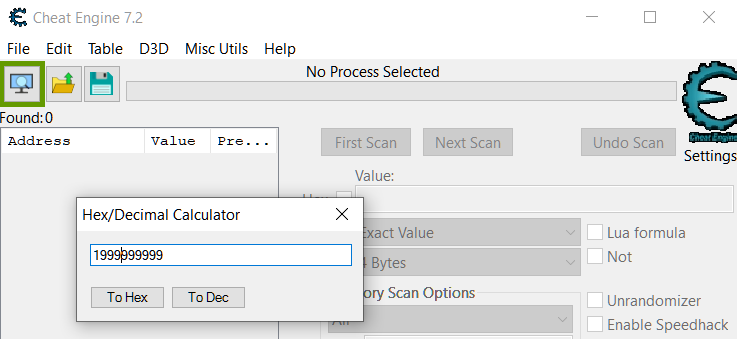 Cheat Engine 7.2
File Edit Table D3D Misc Utils Help
No Process Selected
Found:0
Address Value Pre...
First Scan Next Scan Undo Scan
Cheat Engine
Settings
Value:
Hex/Decimal Calculator
1999999999
To Hex To Dec
Exact Value
4 Bytes
Lua formula
Not
ory Scan Options
All
Unrandomizer
Enable Speedhack